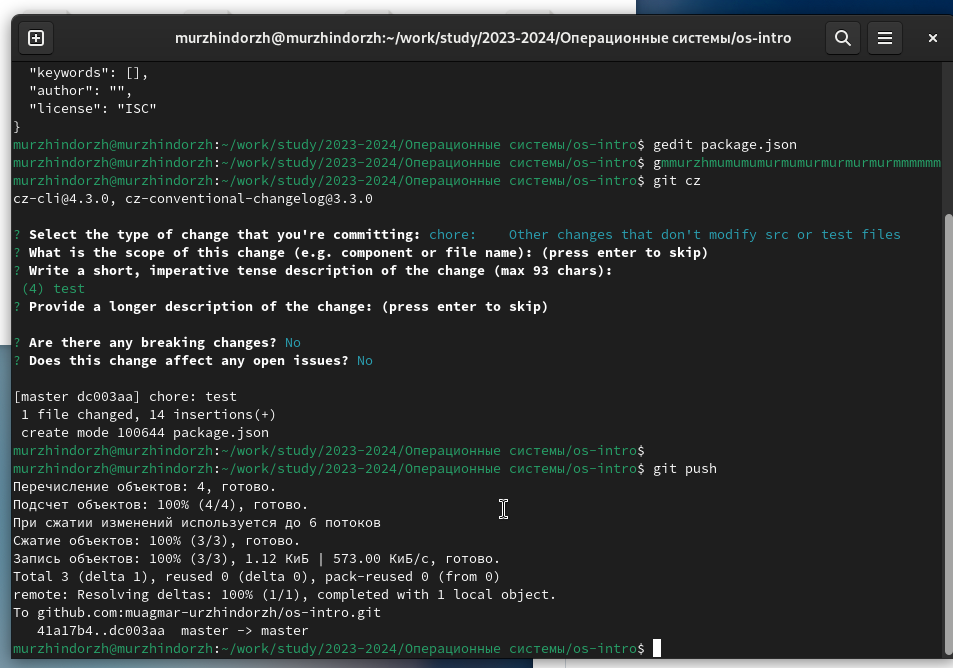 murzhindorzh@murzhindorzh:~/work/study/2023-2024/Операционные системы/os-intro
"keywords": [],
"author": "",
"license": "ISC"
}
murzhindorzh@murzhindorzh:~/work/study/2023-2024/Операционные системы/os-intro$ gedit package.json
murzhindorzh@murzhindorzh:~/work/study/2023-2024/Операционные системы/os-intro$
murzhindorzh@murzhindorzh:~/work/study/2023-2024/Операционные системы/os-intro$ git cz
cz-cli@4.3.0, cz-conventional-changelog@3.3.0
? Select the type of change that you're committing: chore:    Other changes that don't modify src or test files
? What is the scope of this change (e.g. component or file name): (press enter to skip)
? Write a short, imperative tense description of the change (max 93 chars):
(4) test
? Provide a longer description of the change: (press enter to skip)
? Are there any breaking changes? No
? Does this change affect any open issues? No
[master dc003aa] chore: test
1 file changed, 14 insertions(+)
create mode 100644 package.json
murzhindorzh@murzhindorzh:~/work/study/2023-2024/Операционные системы/os-intro$
murzhindorzh@murzhindorzh:~/work/study/2023-2024/Операционные системы/os-intro$ git push
Перечисление объектов: 4, готово.
Подсчет объектов: 100% (4/4), готово.
При сжатии изменений используется до 6 потоков
Сжатие объектов: 100% (3/3), готово.
Запись объектов: 100% (3/3), 1.12 КиБ | 573.00 КиБ/с, готово.
Total 3 (delta 1), reused 0 (delta 0), pack-reused 0 (from 0)
remote: Resolving deltas: 100% (1/1), completed with 1 local object.
To github.com:muagmar-urzhindorzh/os-intro.git
41a17b4..dc003aa  master -> master
murzhindorzh@murzhindorzh:~/work/study/2023-2024/Операционные системы/os-intro$